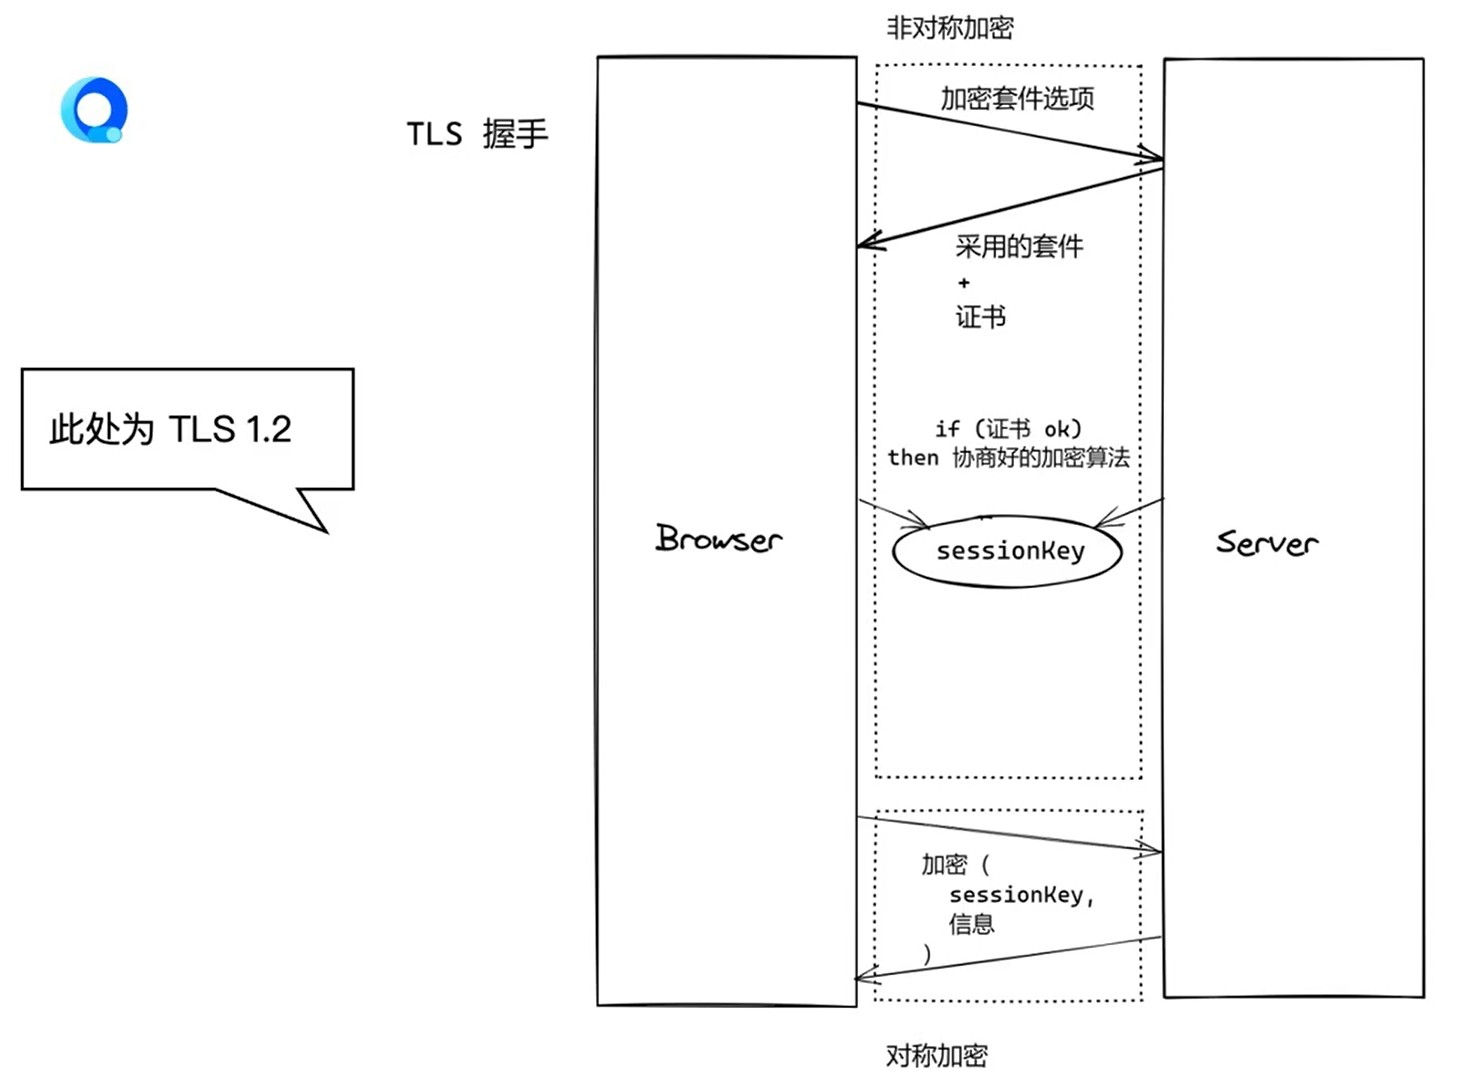 非对称加密
加密套件选项
TLS 握手
采用的套件
+
证书
此处为 TLS 1.2
if (证书 ok)
then 协商好的加密算法
Browser
sessionKey
Server
加密 (
sessionKey,
信息
)
对称加密